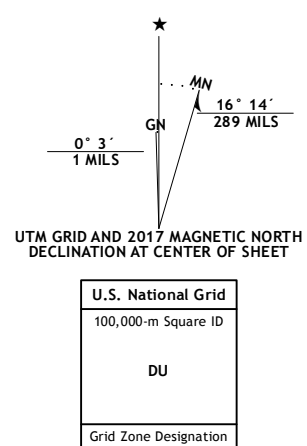 ★
MN
GN
16° 14´
289 MILS
0° 3´
1 MILS
UTM GRID AND 2017 MAGNETIC NORTH
DECLINATION AT CENTER OF SHEET
U.S. National Grid
100,000-m Square ID
DU
Grid Zone Designation